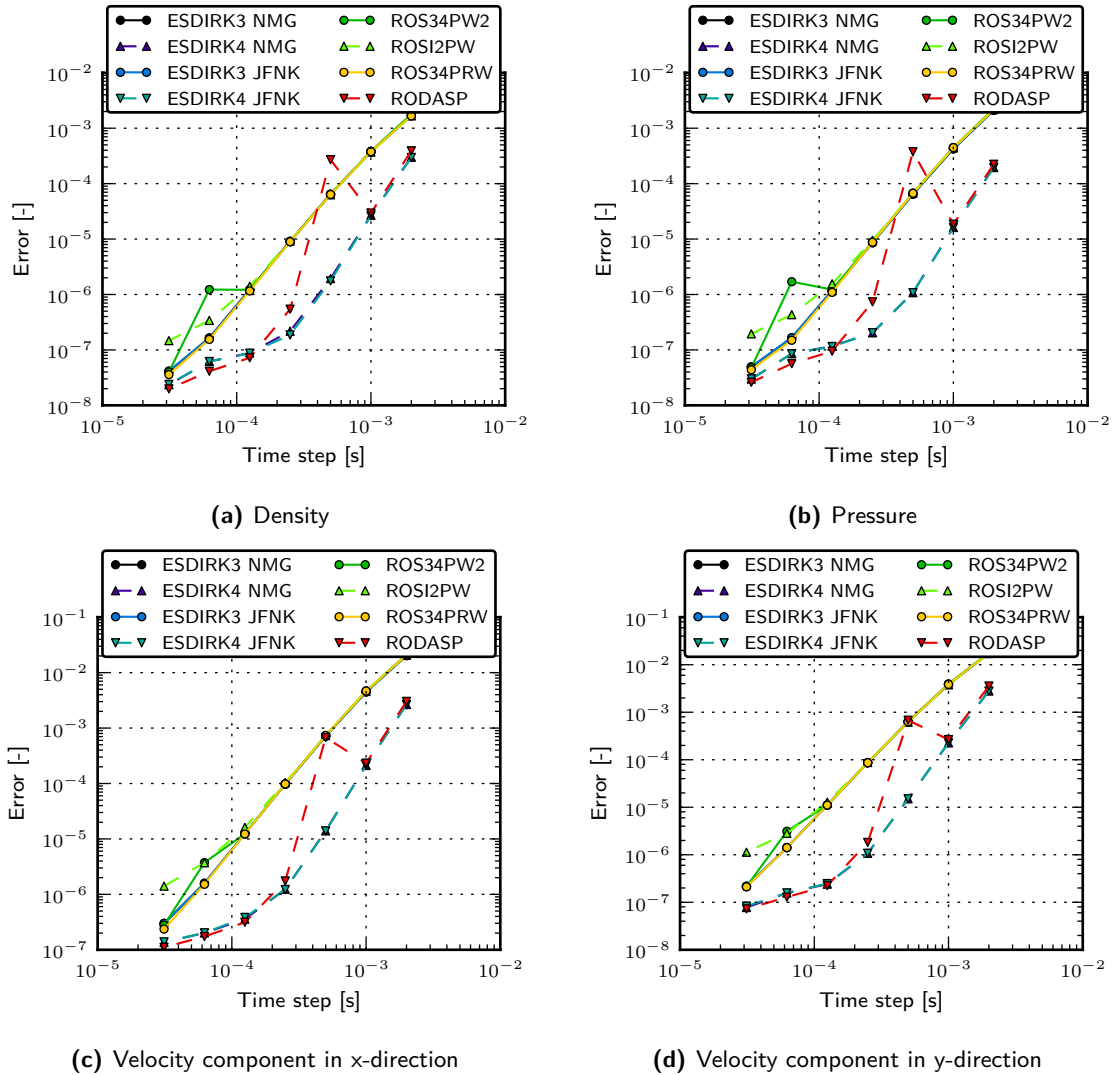 ESDIRK3 NMG ROS34PW2
ESDIRK4 NMG ROSI2PW
ESDIRK3 JFNK ROS34PRW
ESDIRK4 JFNK RODASP
10⁻²
10⁻³
10⁻⁴
10⁻⁵
10⁻⁶
10⁻⁷
10⁻⁸
Error [-]
10⁻⁵ 10⁻⁴ 10⁻³ 10⁻²
Time step [s]
(a) Density
ESDIRK3 NMG ROS34PW2
ESDIRK4 NMG ROSI2PW
ESDIRK3 JFNK ROS34PRW
ESDIRK4 JFNK RODASP
10⁻²
10⁻³
10⁻⁴
10⁻⁵
10⁻⁶
10⁻⁷
10⁻⁸
Error [-]
10⁻⁵ 10⁻⁴ 10⁻³ 10⁻²
Time step [s]
(b) Pressure
ESDIRK3 NMG ROS34PW2
ESDIRK4 NMG ROSI2PW
ESDIRK3 JFNK ROS34PRW
ESDIRK4 JFNK RODASP
10⁻¹
10⁻²
10⁻³
10⁻⁴
10⁻⁵
10⁻⁶
10⁻⁷
Error [-]
10⁻⁵ 10⁻⁴ 10⁻³ 10⁻²
Time step [s]
(c) Velocity component in x-direction
ESDIRK3 NMG ROS34PW2
ESDIRK4 NMG ROSI2PW
ESDIRK3 JFNK ROS34PRW
ESDIRK4 JFNK RODASP
10⁻¹
10⁻²
10⁻³
10⁻⁴
10⁻⁵
10⁻⁶
10⁻⁷
10⁻⁸
Error [-]
10⁻⁵ 10⁻⁴ 10⁻³ 10⁻²
Time step [s]
(d) Velocity component in y-direction